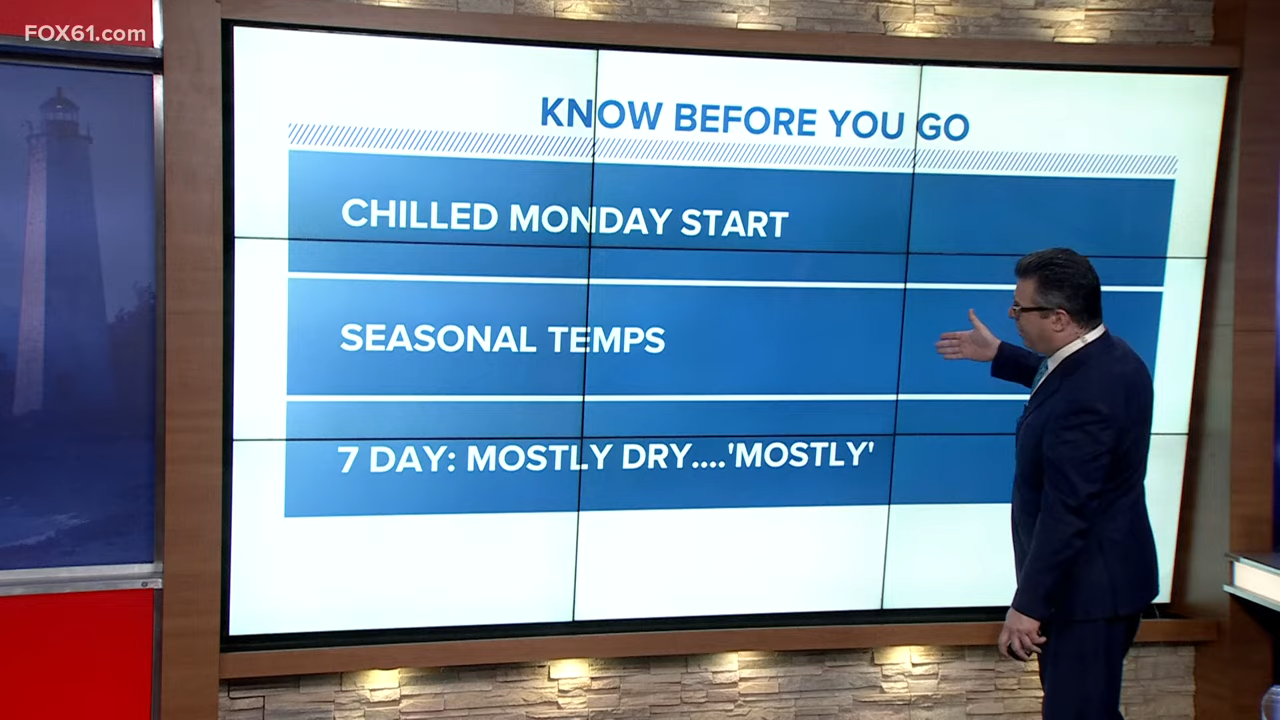 FOX61.com
KNOW BEFORE YOU GO
CHILLED MONDAY START
SEASONAL TEMPS
7 DAY: MOSTLY DRY....'MOSTLY'